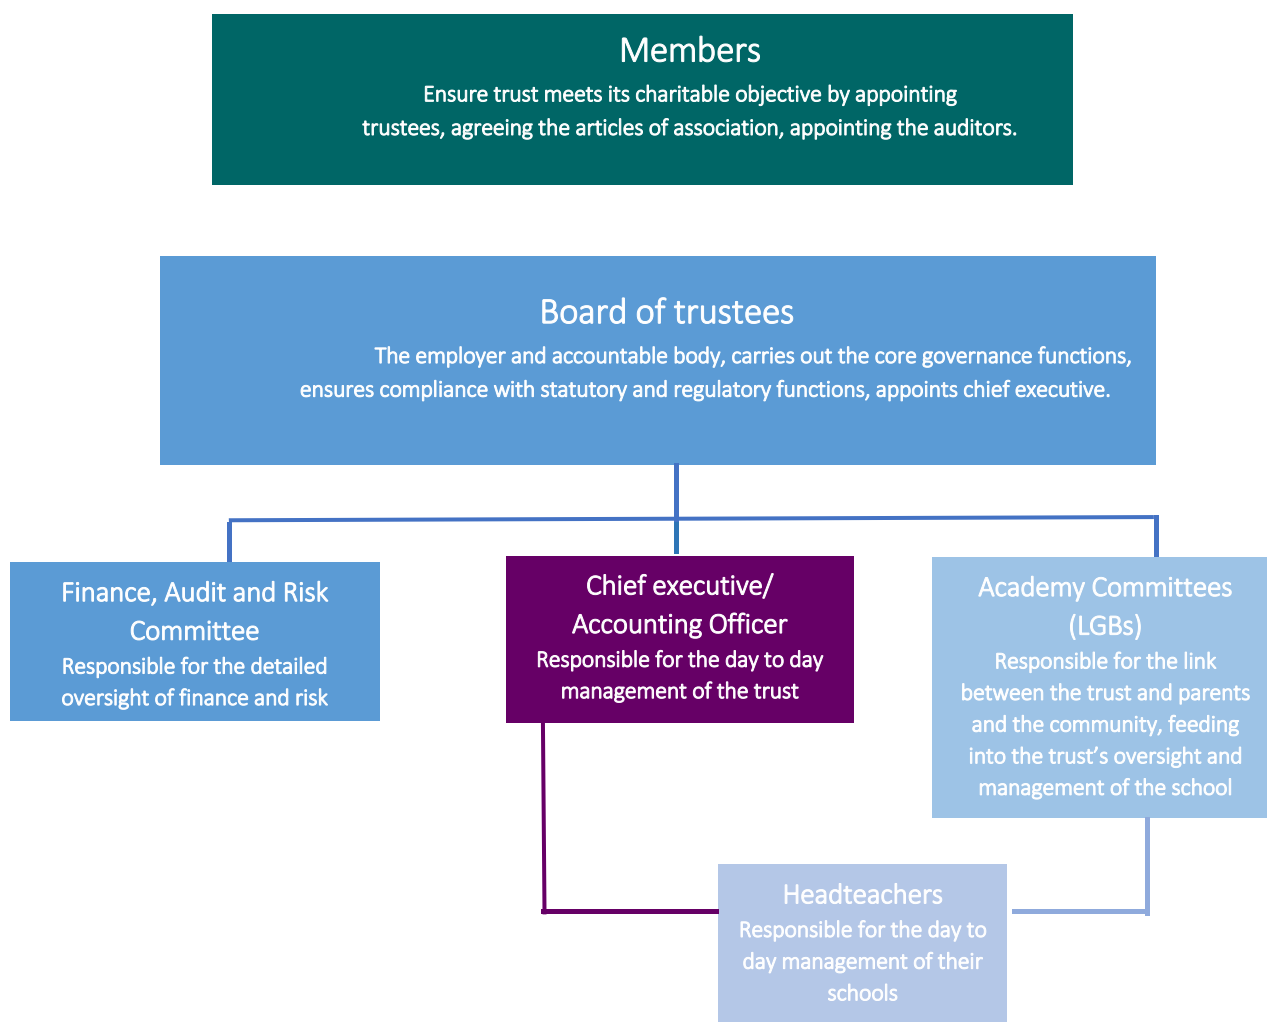 Members
Ensure trust meets its charitable objective by appointing
trustees, agreeing the articles of association, appointing the auditors.
Board of trustees
The employer and accountable body, carries out the core governance functions,
ensures compliance with statutory and regulatory functions, appoints chief executive.
Finance, Audit and Risk
Committee
Responsible for the detailed
oversight of finance and risk
Chief executive/
Accounting Officer
Responsible for the day to day
management of the trust
Academy Committees
(LGBs)
Responsible for the link
between the trust and parents
and the community, feeding
into the trust’s oversight and
management of the school
Headteachers
Responsible for the day to
day management of their
schools